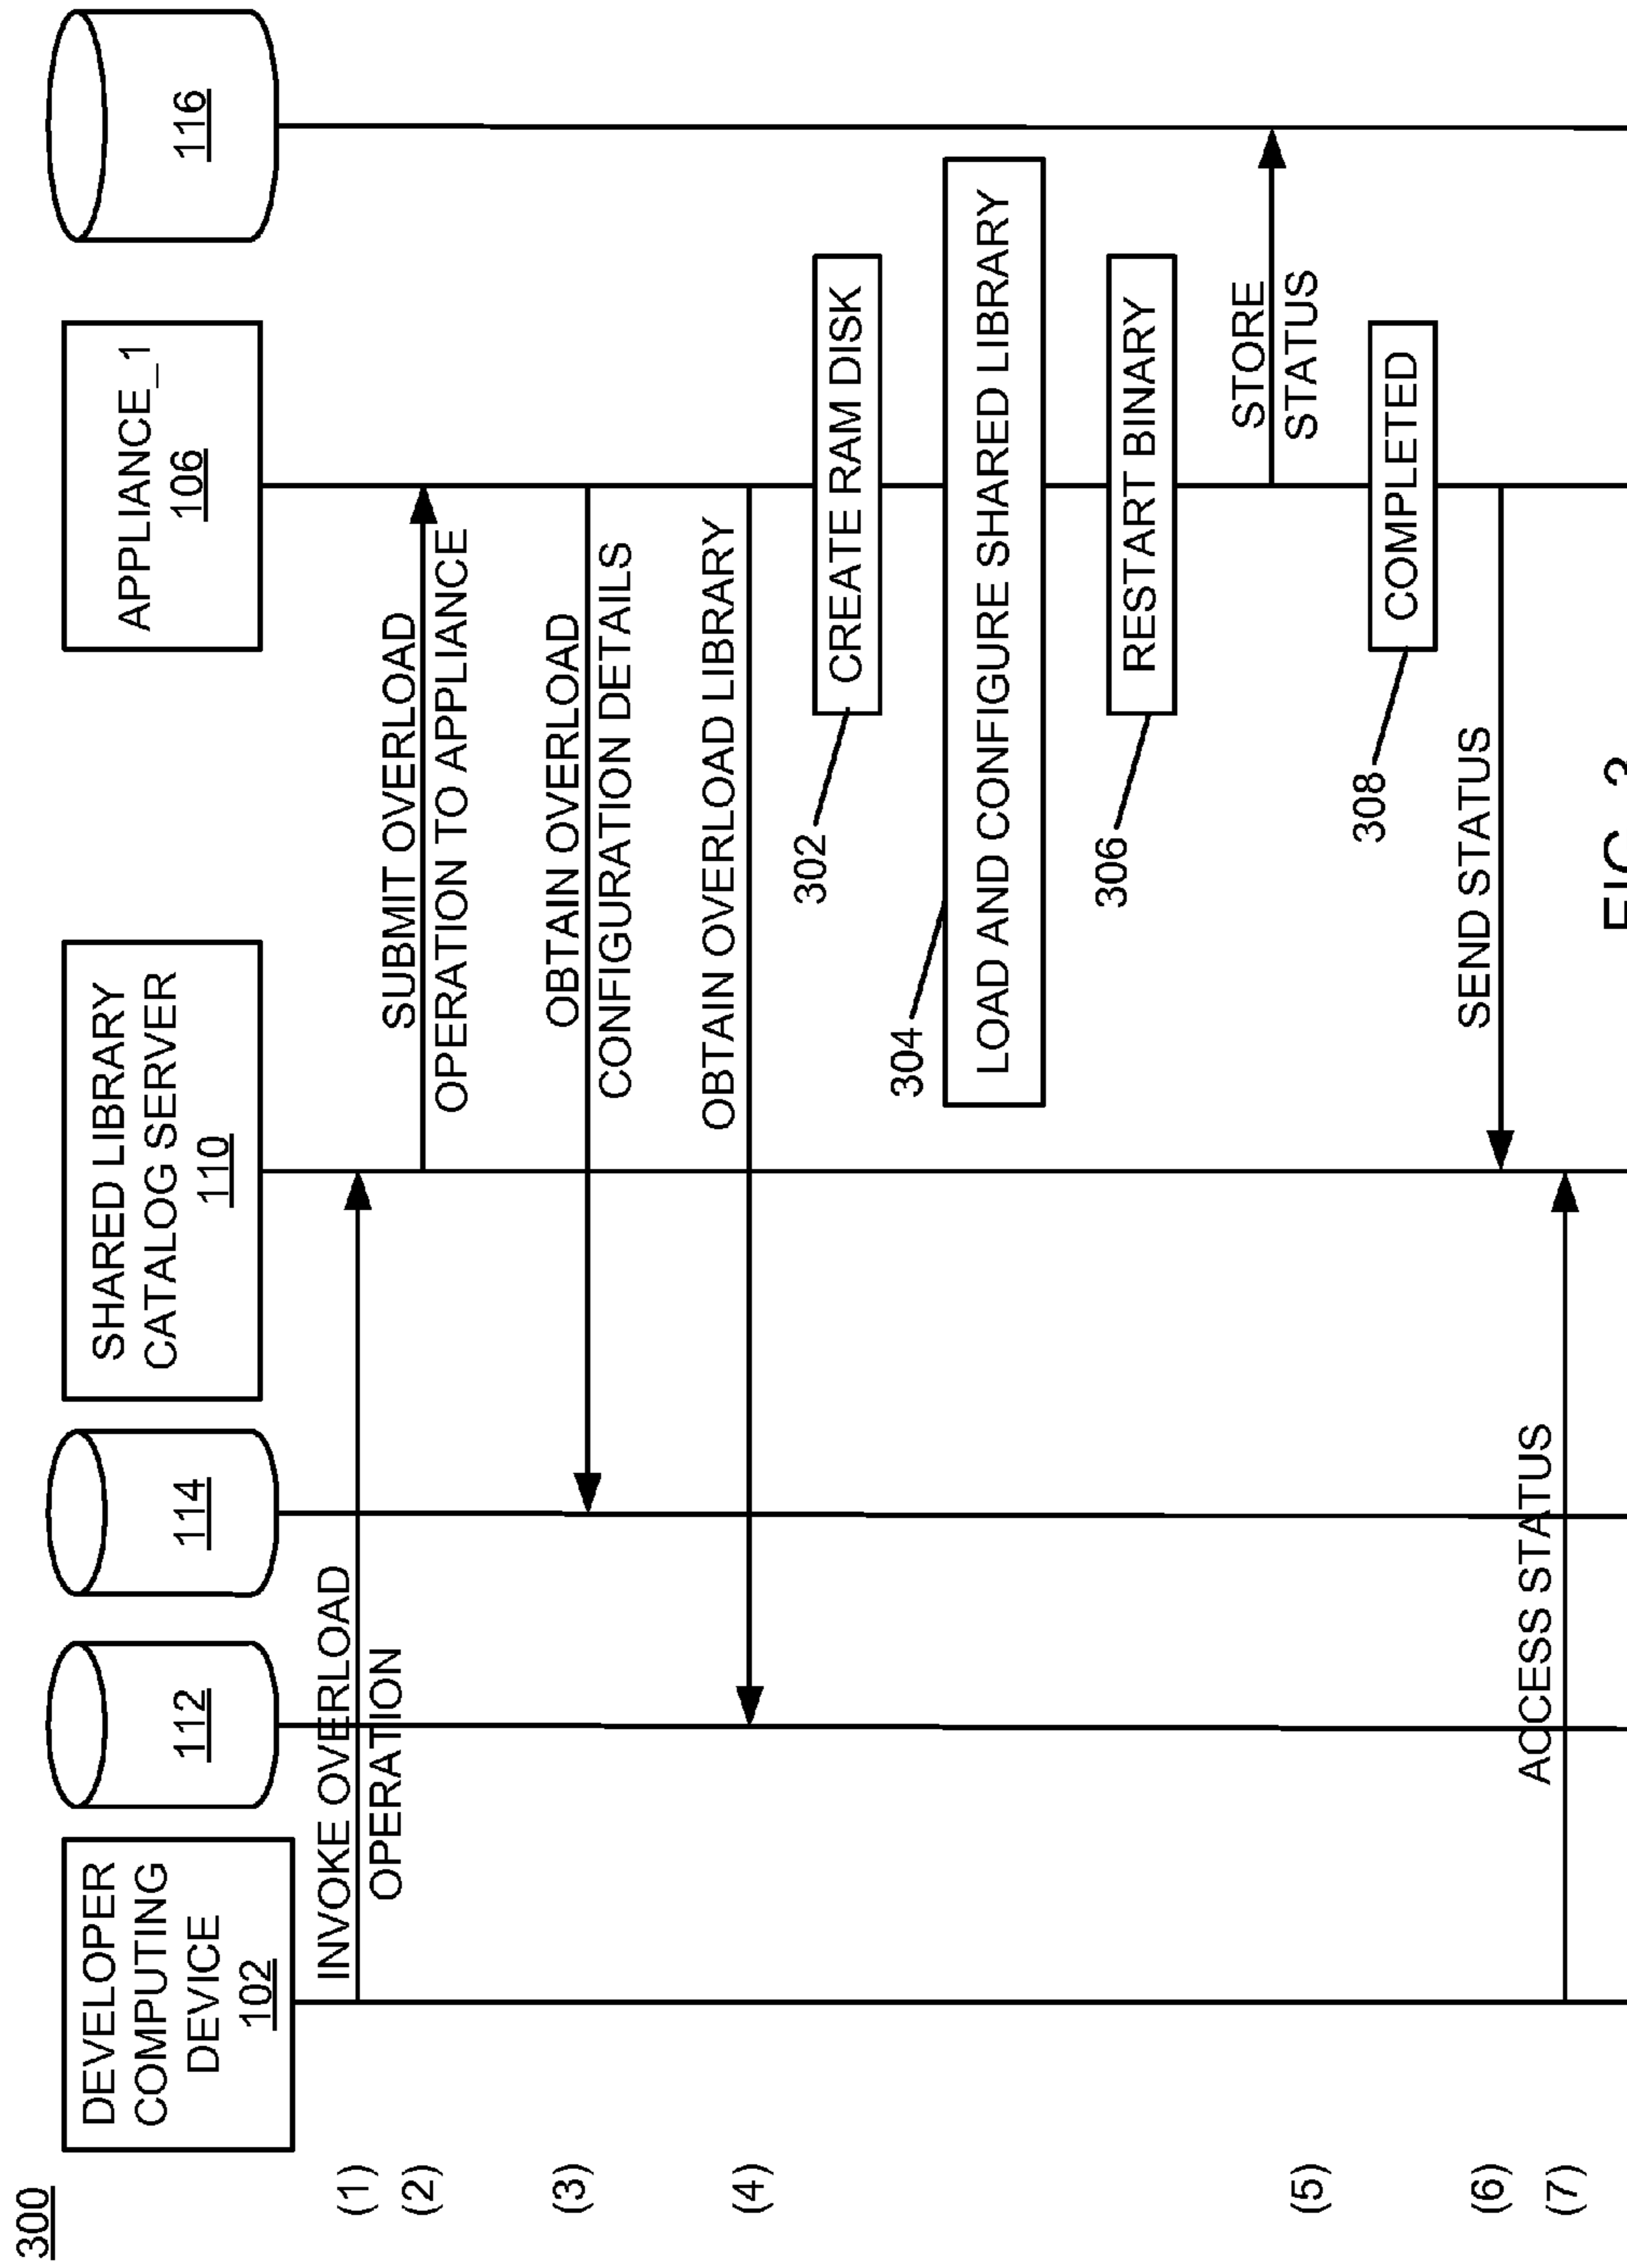 300
DEVELOPER
COMPUTING
DEVICE
102
112
114
SHARED LIBRARY
CATALOG SERVER
110
APPLIANCE_1
106
116
(1)
INVOKE OVERLOAD
OPERATION
(2)
SUBMIT OVERLOAD
OPERATION TO APPLIANCE
(3)
OBTAIN OVERLOAD
CONFIGURATION DETAILS
(4)
OBTAIN OVERLOAD LIBRARY
302
CREATE RAM DISK
304
LOAD AND CONFIGURE SHARED LIBRARY
306
RESTART BINARY
(5)
STORE
STATUS
308
COMPLETED
(6)
SEND STATUS
(7)
ACCESS STATUS
FIG. 3